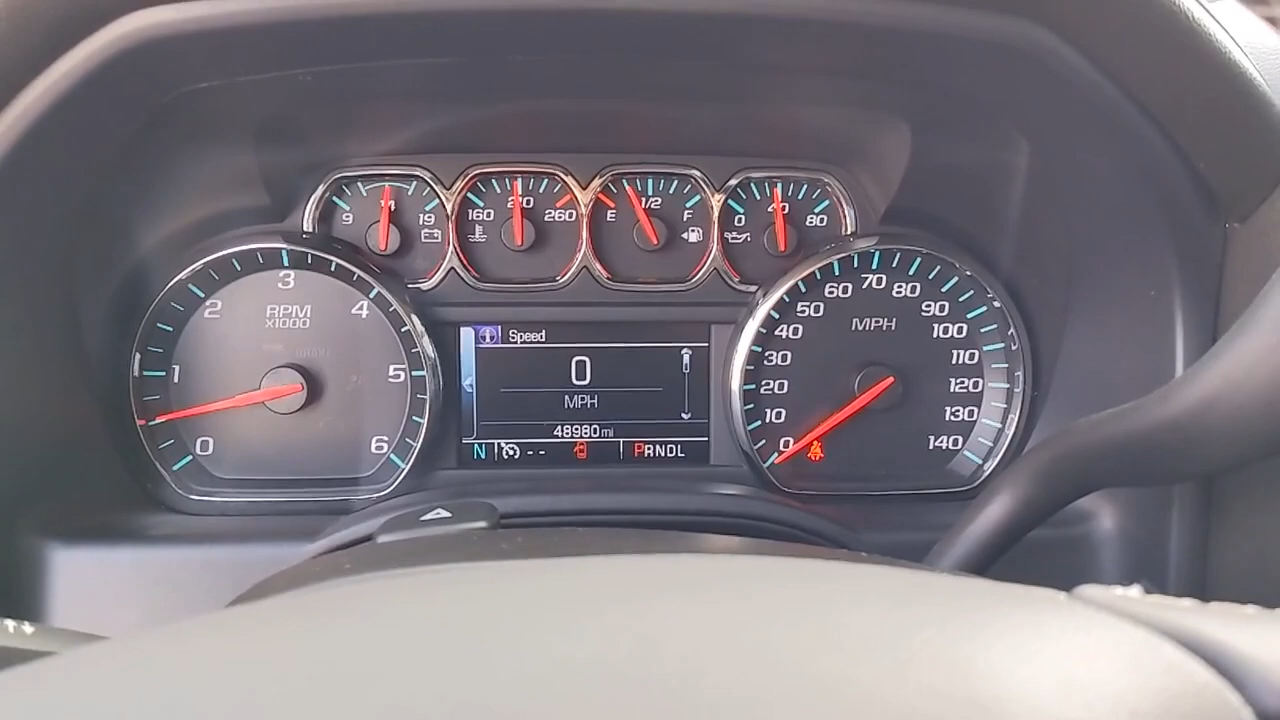 9 14 19
160 210 260
E 1/2 F
0 40 80
0 1 2 3 4 5 6
RPM
x1000
Speed
0
MPH
48980 mi
N -- PRNDL
0 10 20 30 40 50 60 70 80 90 100 110 120 130 140
MPH